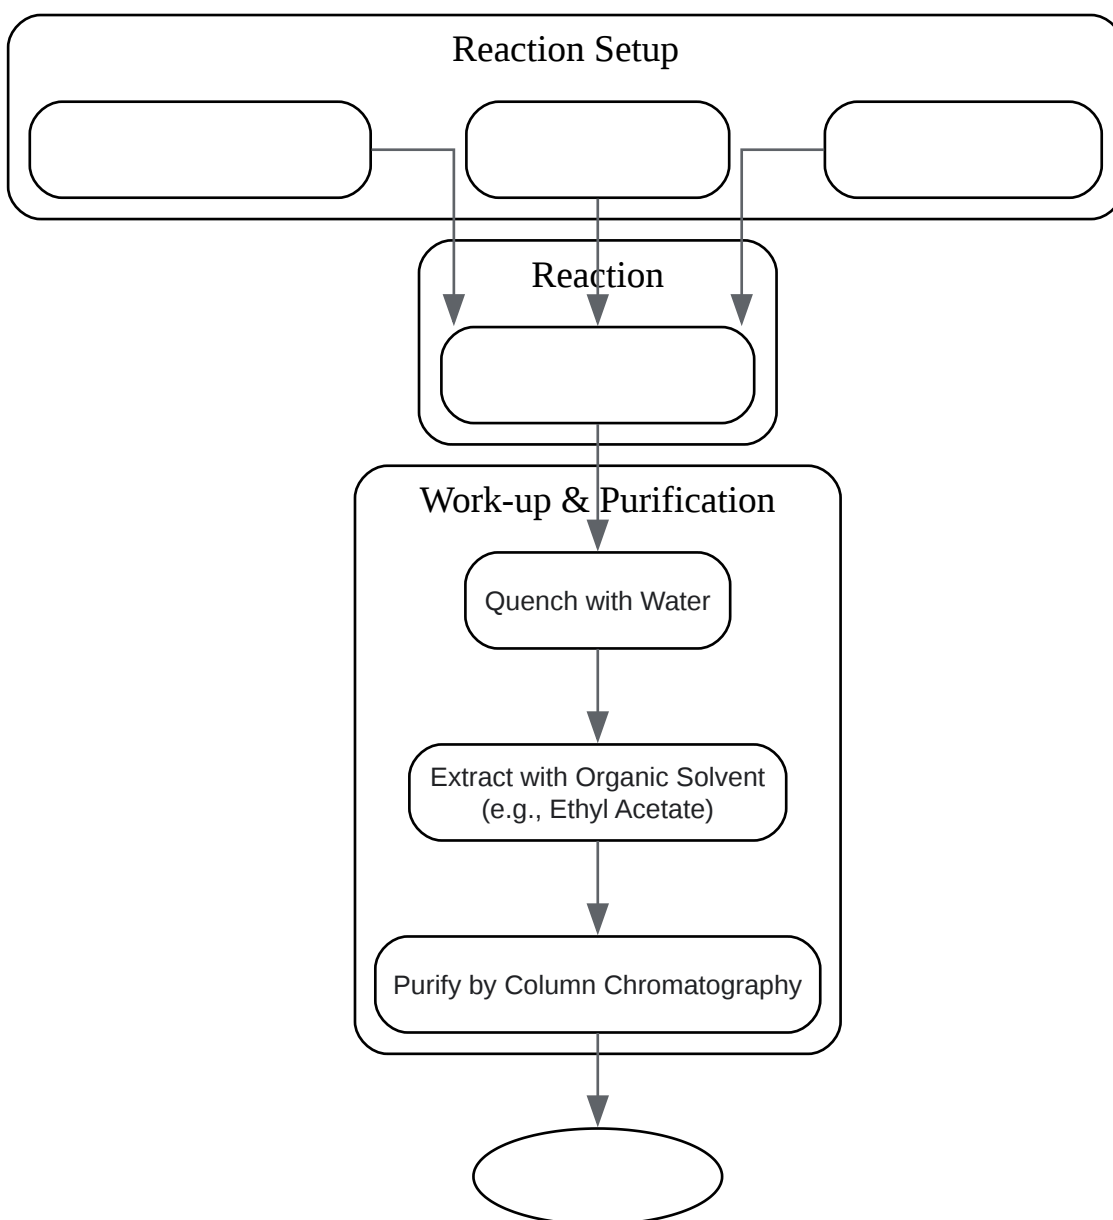 Reaction Setup
Reaction
Work-up & Purification
Quench with Water
Extract with Organic Solvent
(e.g., Ethyl Acetate)
Purify by Column Chromatography